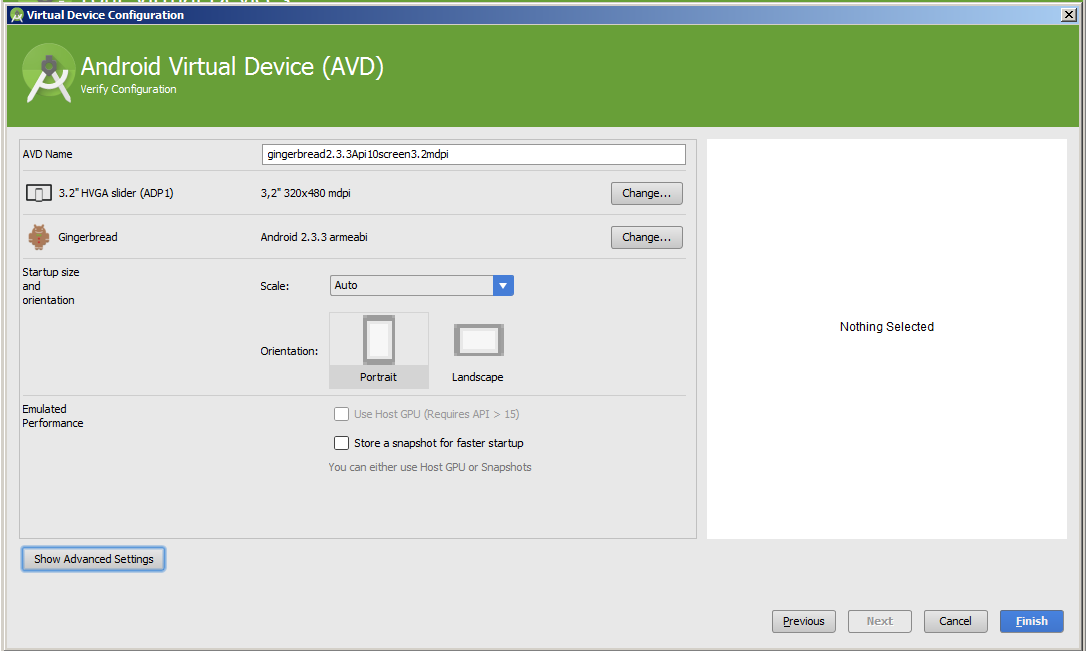 Virtual Device Configuration
Android Virtual Device (AVD)
Verify Configuration
AVD Name
gingerbread2.3.3Api10screen3.2mdpi
3.2" HVGA slider (ADP1)
3,2" 320x480 mdpi
Change...
Gingerbread
Android 2.3.3 armeabi
Change...
Startup size
and
orientation
Scale:
Auto
Orientation:
Portrait
Landscape
Emulated
Performance
Use Host GPU (Requires API > 15)
Store a snapshot for faster startup
You can either use Host GPU or Snapshots
Nothing Selected
Show Advanced Settings
Previous
Next
Cancel
Finish